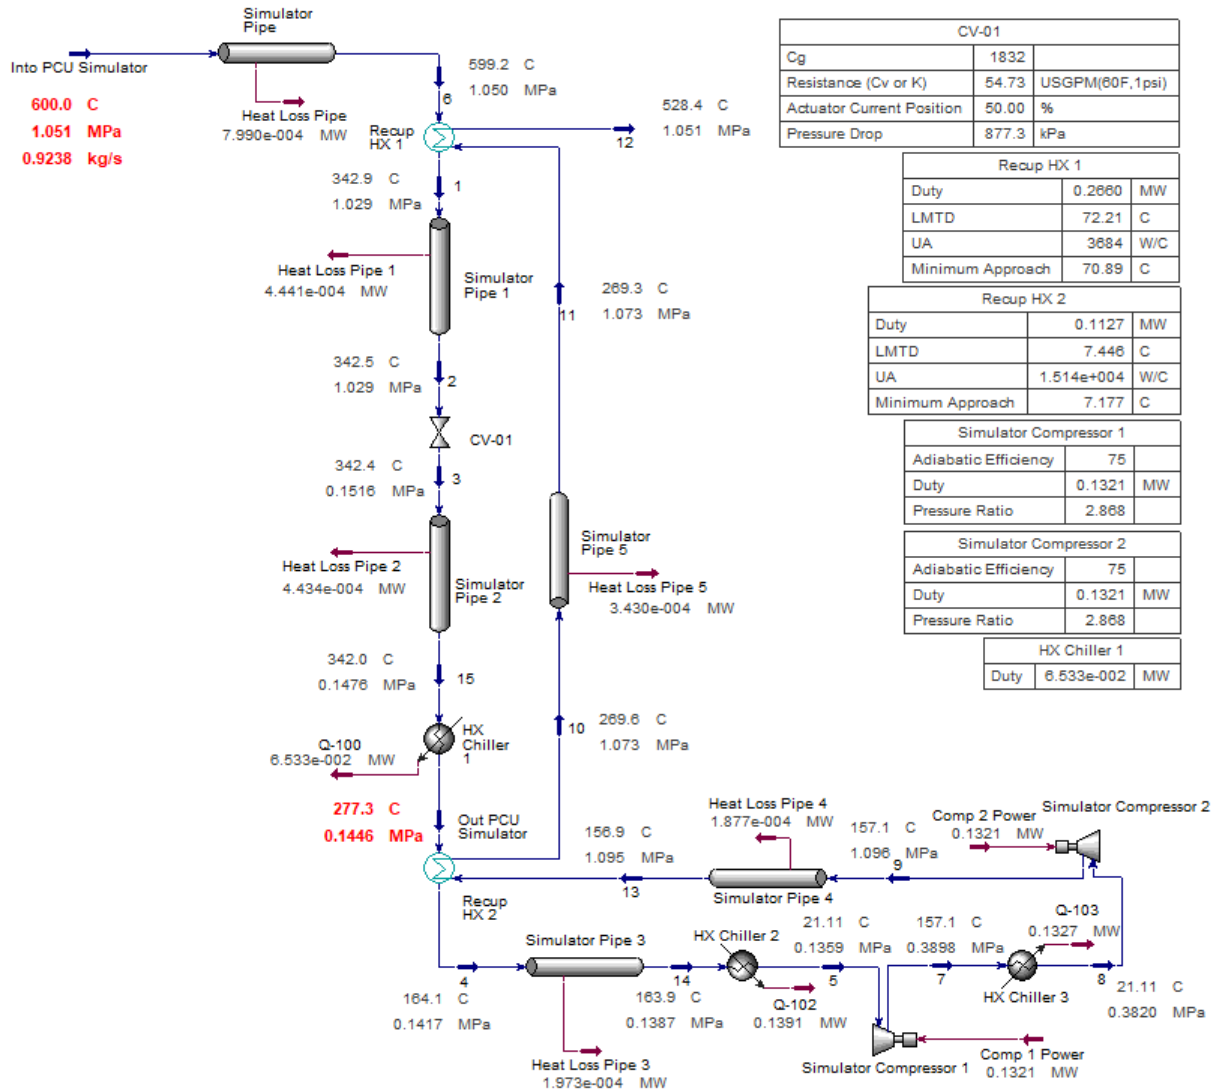 Simulator
Pipe
Into PCU Simulator
600.0 C
1.051 MPa
0.9238 kg/s
Heat Loss Pipe
7.990e-004 MW
599.2 C
1.050 MPa
6
Recup
HX 1
528.4 C
1.051 MPa
12
342.9 C
1.029 MPa
1
Heat Loss Pipe 1
4.441e-004 MW
Simulator
Pipe 1
269.3 C
1.073 MPa
11
342.5 C
1.029 MPa
2
CV-01
342.4 C
0.1516 MPa
3
Heat Loss Pipe 2
4.434e-004 MW
Simulator
Pipe 2
Simulator
Pipe 5
Heat Loss Pipe 5
3.430e-004 MW
342.0 C
0.1476 MPa
15
HX
Chiller
1
Q-100
6.533e-002 MW
10
269.6 C
1.073 MPa
277.3 C
0.1446 MPa
Out PCU
Simulator
Recup
HX 2
156.9 C
1.095 MPa
13
Heat Loss Pipe 4
1.877e-004 MW
Simulator Pipe 4
157.1 C
1.096 MPa
9
Comp 2 Power
0.1321 MW
Simulator Compressor 2
4
164.1 C
0.1417 MPa
Simulator Pipe 3
Heat Loss Pipe 3
1.973e-004 MW
14
163.9 C
0.1387 MPa
HX Chiller 2
Q-102
0.1391 MW
21.11 C
0.1359 MPa
5
Simulator Compressor 1
157.1 C
0.3898 MPa
7
Q-103
0.1327 MW
HX Chiller 3
8
21.11 C
0.3820 MPa
Comp 1 Power
0.1321 MW
CV-01
Cg 1832
Resistance (Cv or K) 54.73 USGPM(60F,1psi)
Actuator Current Position 50.00 %
Pressure Drop 877.3 kPa
Recup HX 1
Duty 0.2660 MW
LMTD 72.21 C
UA 3684 W/C
Minimum Approach 70.89 C
Recup HX 2
Duty 0.1127 MW
LMTD 7.446 C
UA 1.514e+004 W/C
Minimum Approach 7.177 C
Simulator Compressor 1
Adiabatic Efficiency 75
Duty 0.1321 MW
Pressure Ratio 2.868
Simulator Compressor 2
Adiabatic Efficiency 75
Duty 0.1321 MW
Pressure Ratio 2.868
HX Chiller 1
Duty 6.533e-002 MW